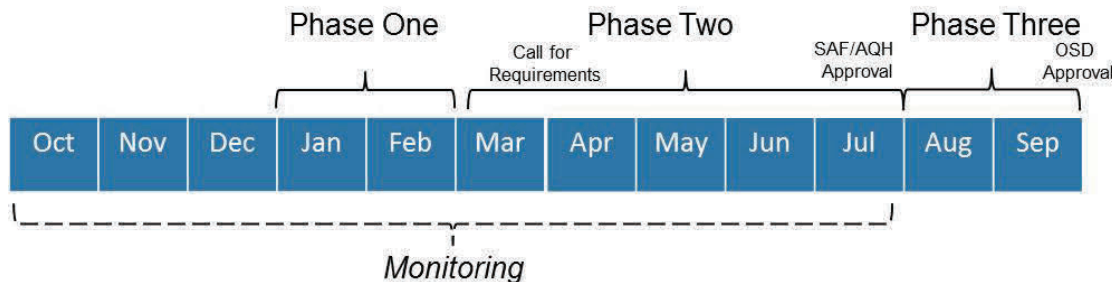 Phase One
Phase Two
Phase Three
Call for
Requirements
SAF/AQH
Approval
OSD
Approval
Oct Nov Dec Jan Feb Mar Apr May Jun Jul Aug Sep
Monitoring